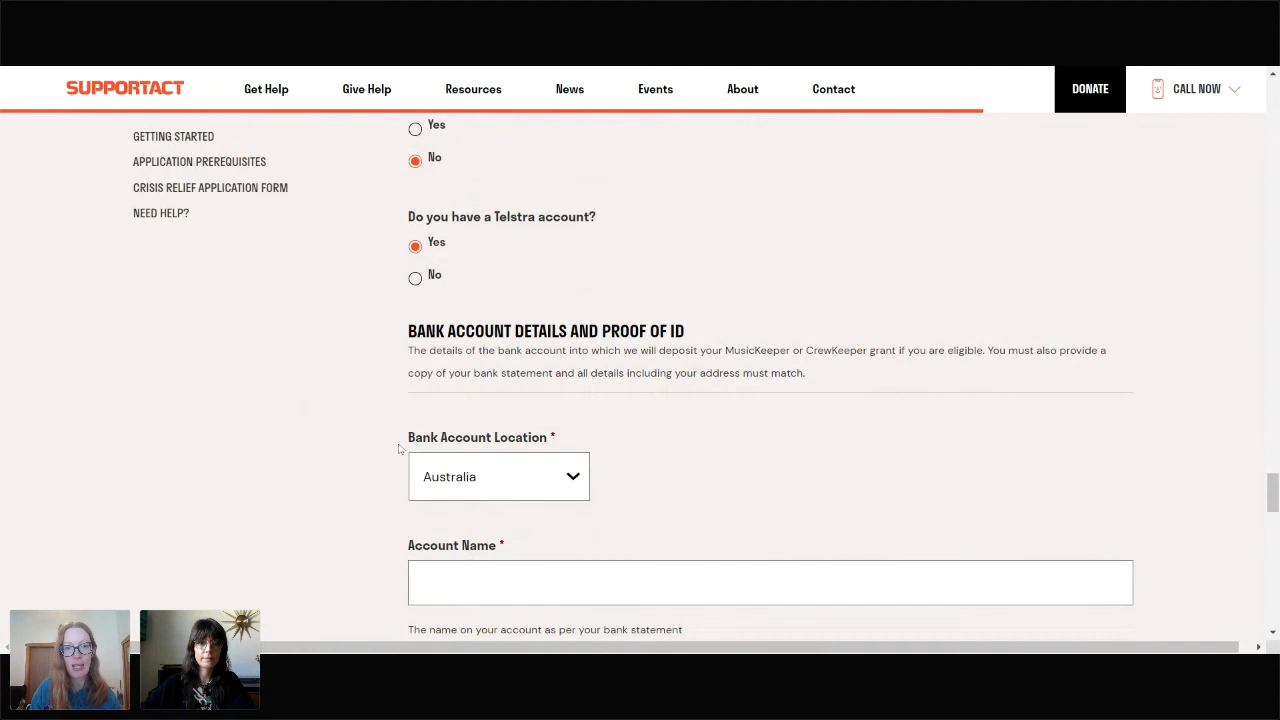 SUPPORTACT
Get Help
Give Help
Resources
News
Events
About
Contact
DONATE
CALL NOW
GETTING STARTED
APPLICATION PREREQUISITES
CRISIS RELIEF APPLICATION FORM
NEED HELP?
Yes
No
Do you have a Telstra account?
Yes
No
BANK ACCOUNT DETAILS AND PROOF OF ID
The details of the bank account into which we will deposit your MusicKeeper or CrewKeeper grant if you are eligible. You must also provide a
copy of your bank statement and all details including your address must match.
Bank Account Location *
Australia
Account Name *
The name on your account as per your bank statement